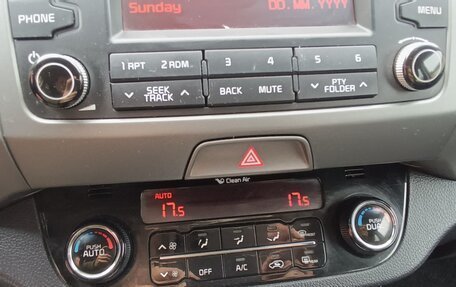 Sunday DD.MM.YYYY
PHONE MENU
1 RPT 2 RDM 3 4 5 6
SEEK TRACK BACK MUTE PTY FOLDER
Clean Air
AUTO
17.5 17.5
PUSH AUTO PUSH DUAL
OFF A/C